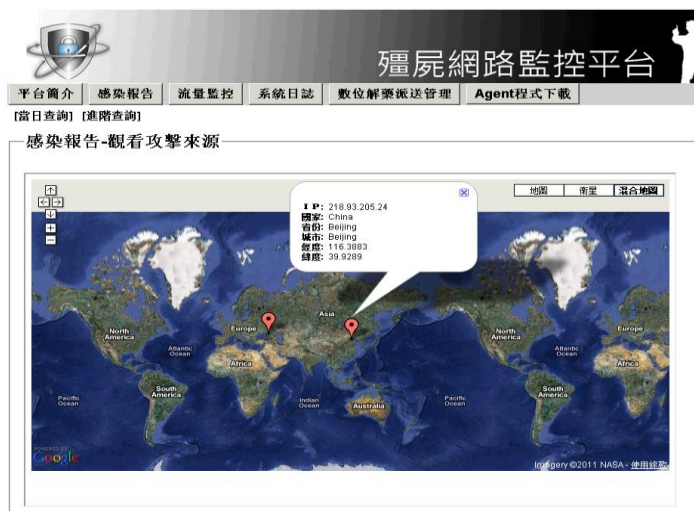 殭屍網路監控平台
平台簡介 感染報告 流量監控 系統日誌 數位解藥派送管理 Agent程式下載
[當日查詢] [進階查詢]
感染報告-觀看攻擊來源
地圖 衛星 混合地圖
I P: 218.93.205.24
國家: China
省份: Beijing
城市: Beijing
經度: 116.3883
緯度: 39.9289
Asia
North America
Europe
North America
Europe
Atlantic Ocean
Atlantic Ocean
Africa
Africa
South America
South America
Pacific Ocean
Indian Ocean
Australia
Pacific Ocean
POWERED BY
Google
Imagery ©2011 NASA - 使用條款